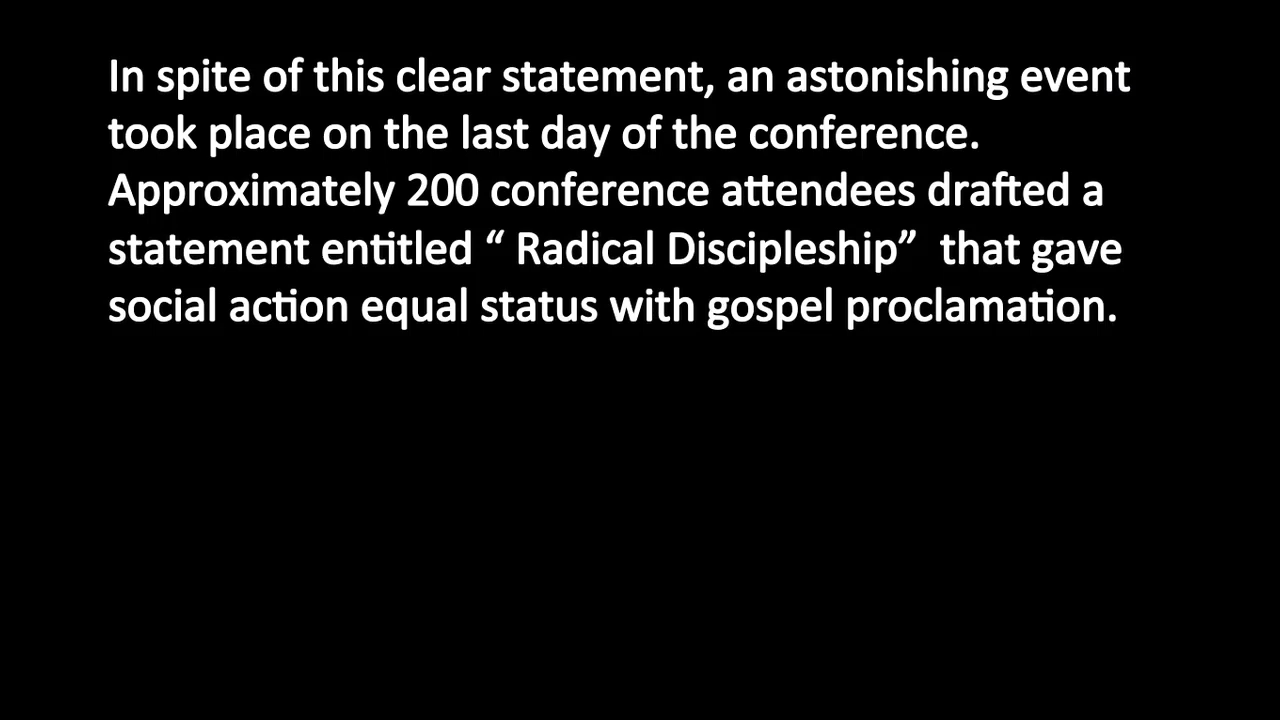 In spite of this clear statement, an astonishing event
took place on the last day of the conference.
Approximately 200 conference attendees drafted a
statement entitled “ Radical Discipleship”  that gave
social action equal status with gospel proclamation.